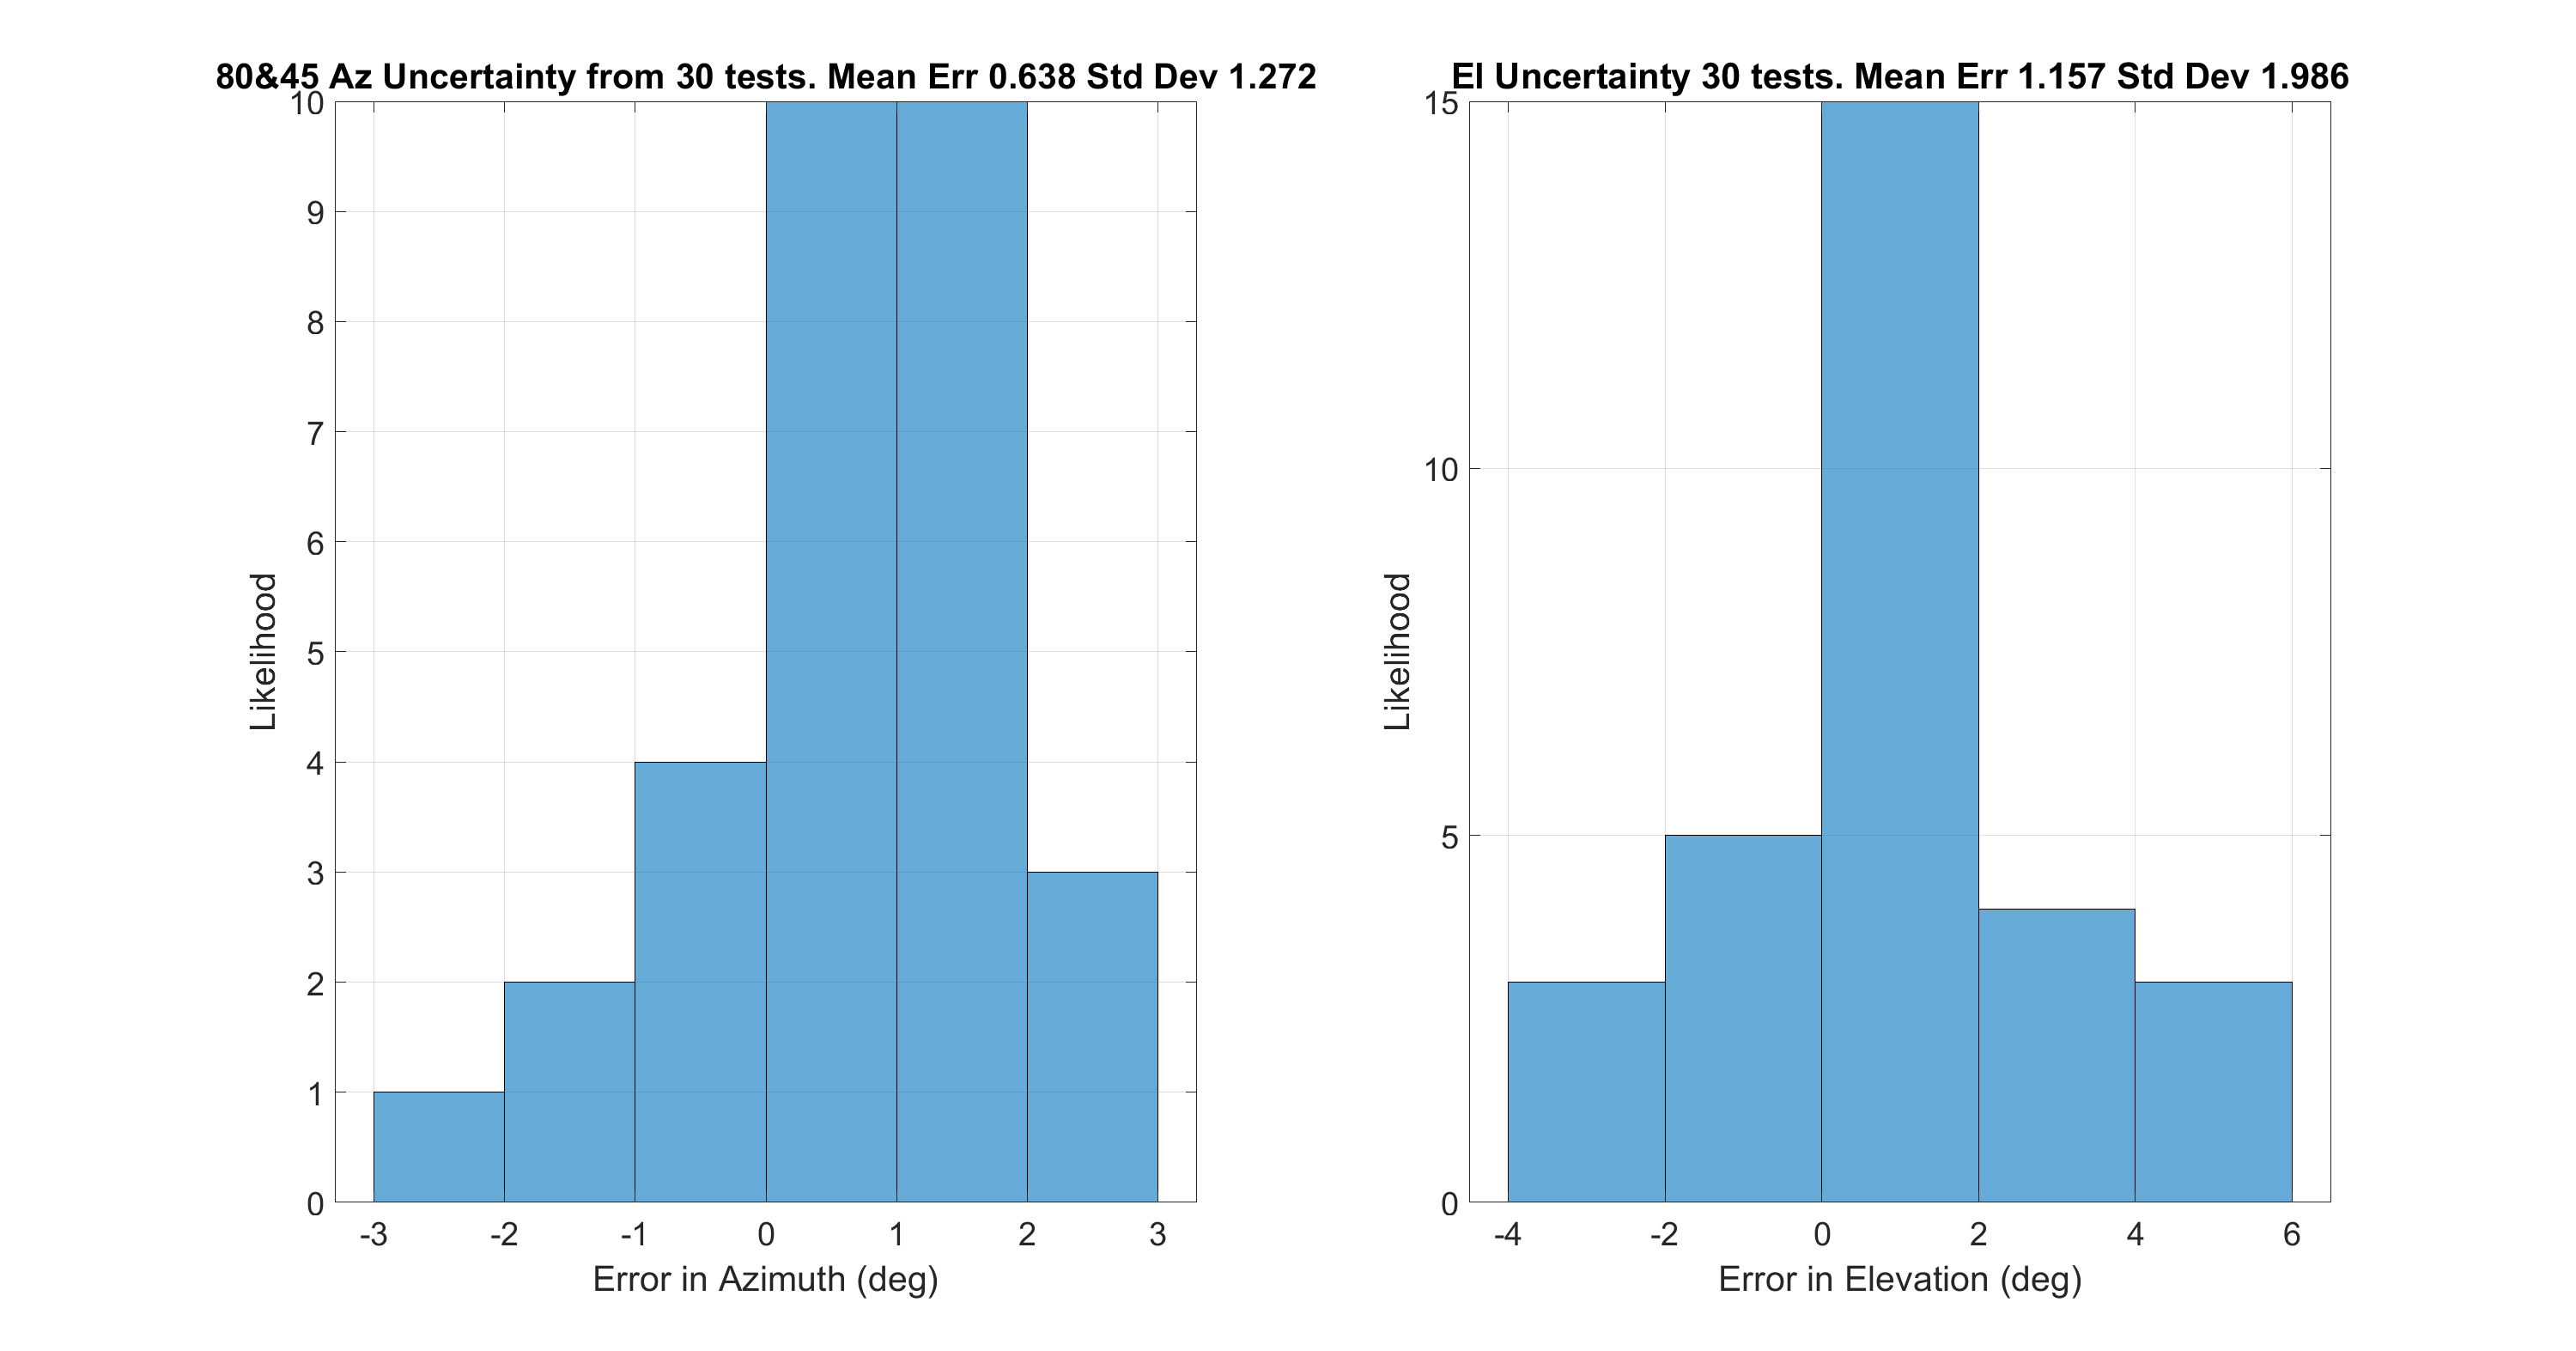 80&45 Az Uncertainty from 30 tests. Mean Err 0.638 Std Dev 1.272
10
9
8
7
6
5
4
3
2
1
0
Likelihood
-3 -2 -1 0 1 2 3
Error in Azimuth (deg)
El Uncertainty 30 tests. Mean Err 1.157 Std Dev 1.986
15
10
5
0
Likelihood
-4 -2 0 2 4 6
Error in Elevation (deg)